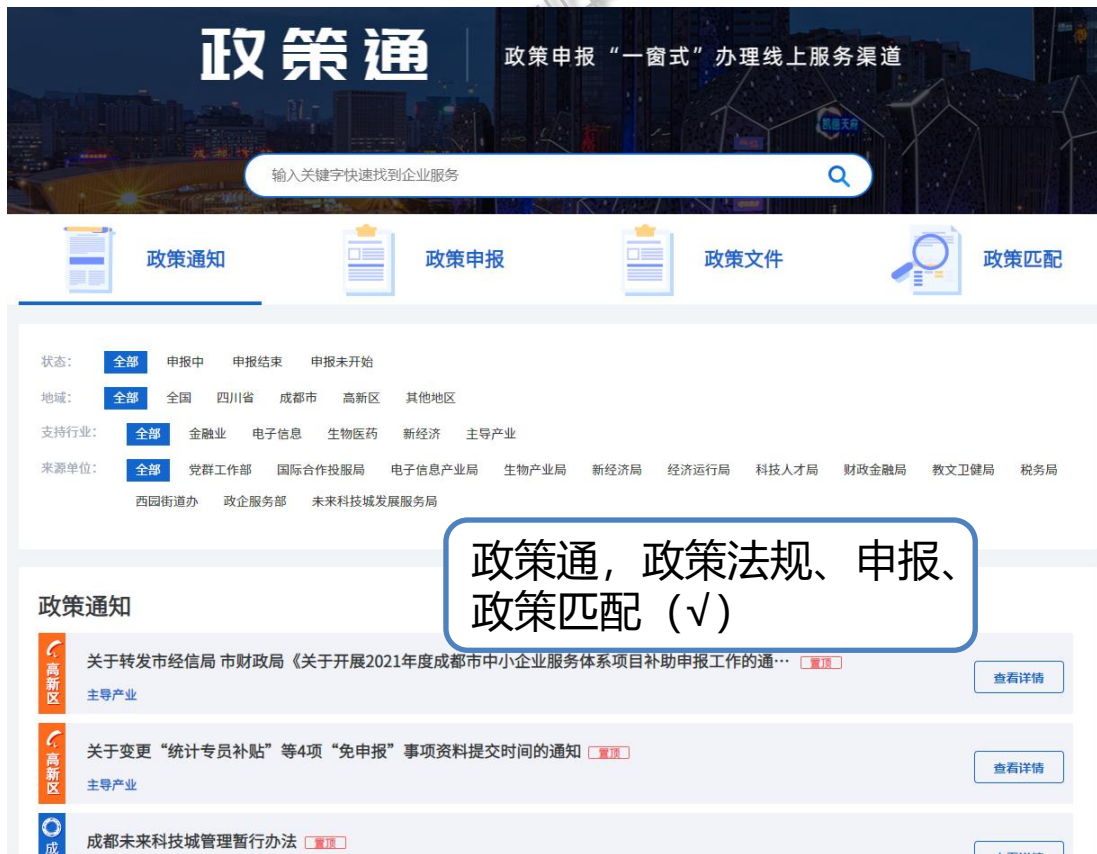 政策通
政策申报“一窗式”办理线上服务渠道
凯德天府
输入关键字快速找到企业服务
政策通知 政策申报 政策文件 政策匹配
状态: 全部 申报中 申报结束 申报未开始
地域: 全部 全国 四川省 成都市 高新区 其他地区
支持行业: 全部 金融业 电子信息 生物医药 新经济 主导产业
来源单位: 全部 党群工作部 国际合作投服局 电子信息产业局 生物产业局 新经济局 经济运行局 科技人才局 财政金融局 教文卫健局 税务局
西园街道办 政企服务部 未来科技城发展服务局
政策通，政策法规、申报、
政策匹配（√）
政策通知
高新区
关于转发市经信局 市财政局《关于开展2021年度成都市中小企业服务体系项目补助申报工作的通… 置顶
主导产业
查看详情
高新区
关于变更“统计专员补贴”等4项“免申报”事项资料提交时间的通知 置顶
主导产业
查看详情
成
成都未来科技城管理暂行办法 置顶